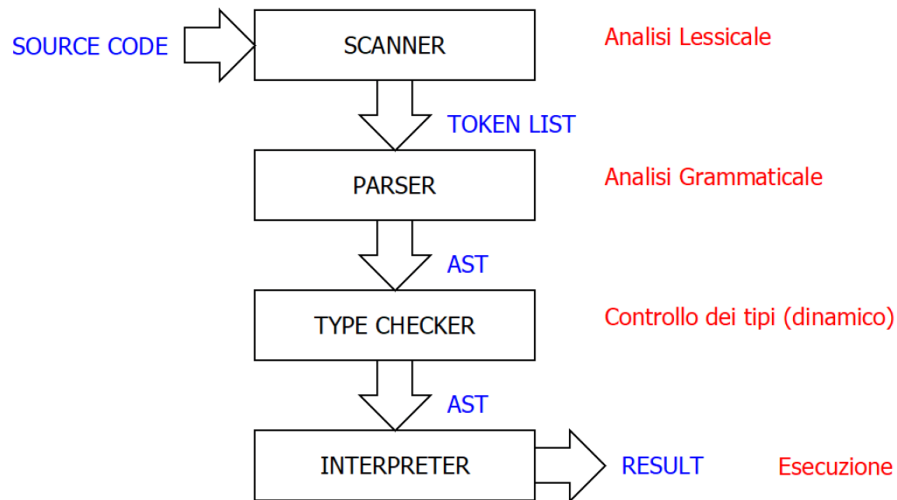 SOURCE CODE
SCANNER
Analisi Lessicale
TOKEN LIST
PARSER
Analisi Grammaticale
AST
TYPE CHECKER
Controllo dei tipi (dinamico)
AST
INTERPRETER
RESULT
Esecuzione